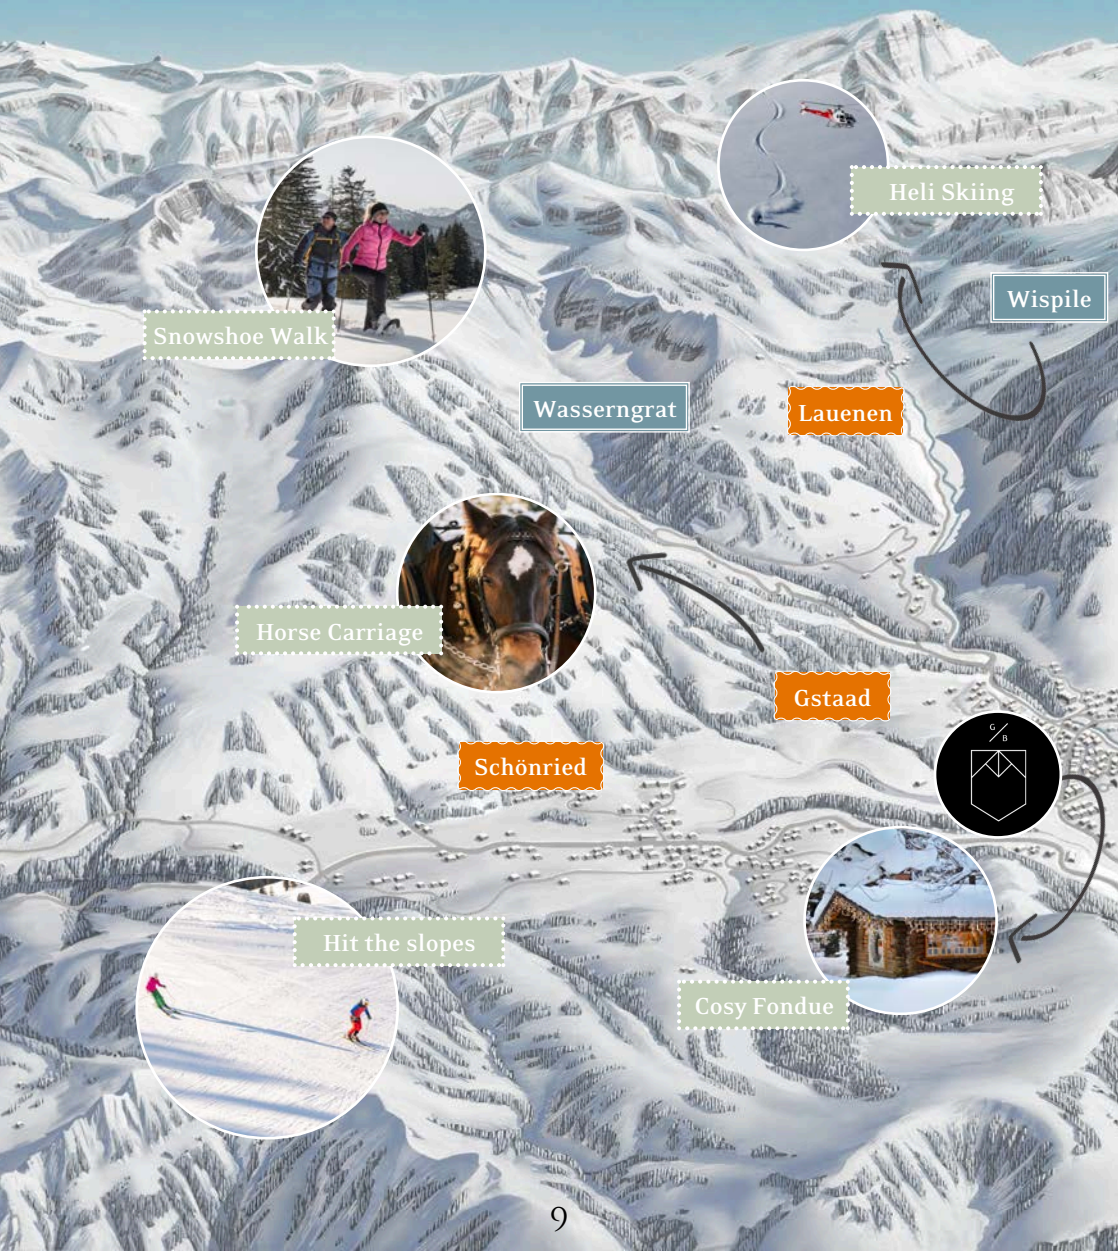 Heli Skiing
Wispile
Snowshoe Walk
Wasserngrat
Lauenen
Horse Carriage
Gstaad
Schönried
G/B
Hit the slopes
Cosy Fondue
9